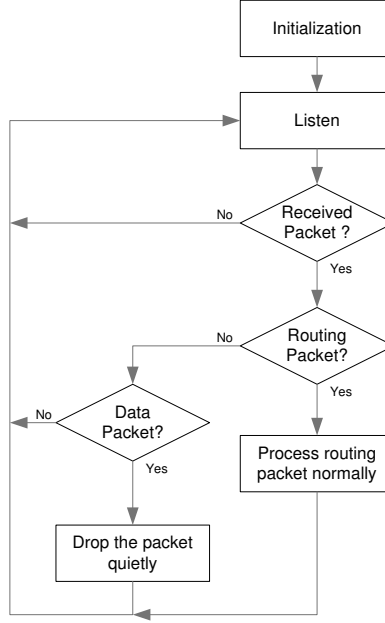 Initialization
Listen
No
Received
Packet ?
Yes
No
Routing
Packet?
Yes
No
Data
Packet?
Yes
Process routing
packet normally
Drop the packet
quietly